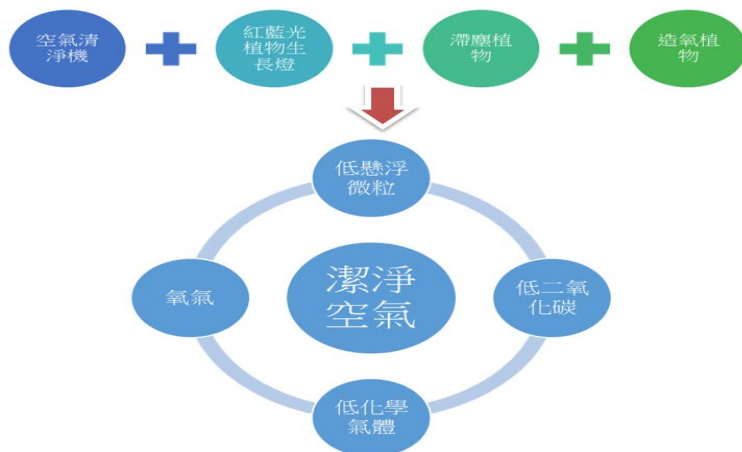 空氣清
淨機
紅藍光
植物生
長燈
滯塵植
物
造氧植
物
低懸浮
微粒
氧氣
潔淨
空氣
低二氧
化碳
低化學
氣體